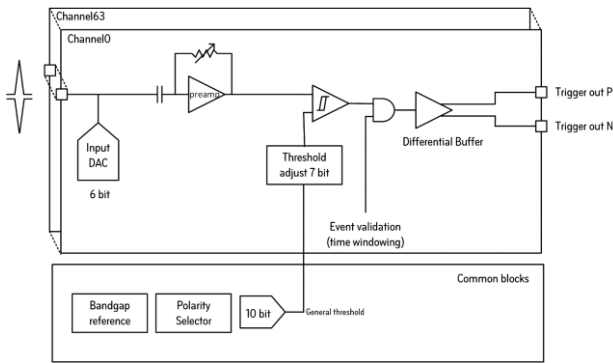 Channel63
Channel0
preamp
Trigger out P
Trigger out N
Input
DAC
6 bit
Threshold
adjust 7 bit
Differential Buffer
Event validation
(time windowing)
Common blocks
Bandgap
reference
Polarity
Selector
10 bit
General threshold